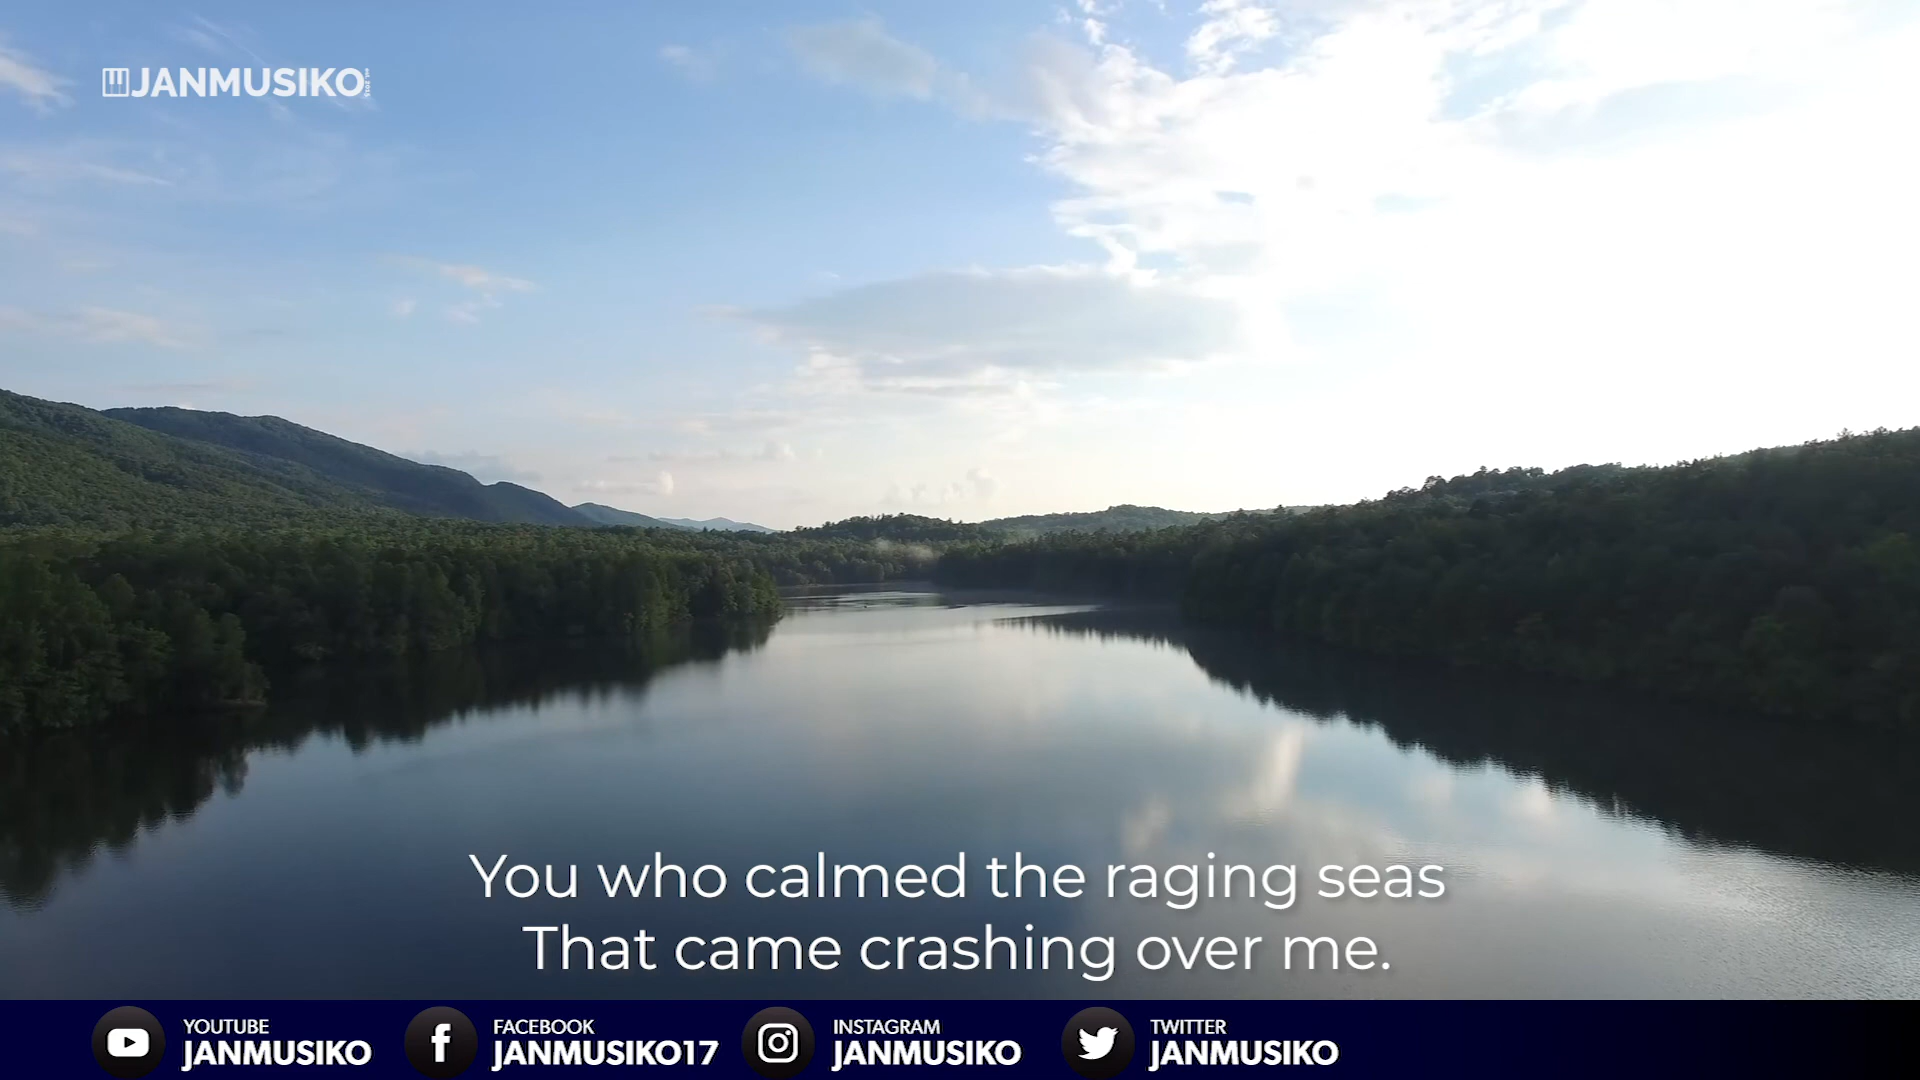 JANMUSIKO
You who calmed the raging seas
That came crashing over me.
YOUTUBE
JANMUSIKO
FACEBOOK
JANMUSIKO17
INSTAGRAM
JANMUSIKO
TWITTER
JANMUSIKO